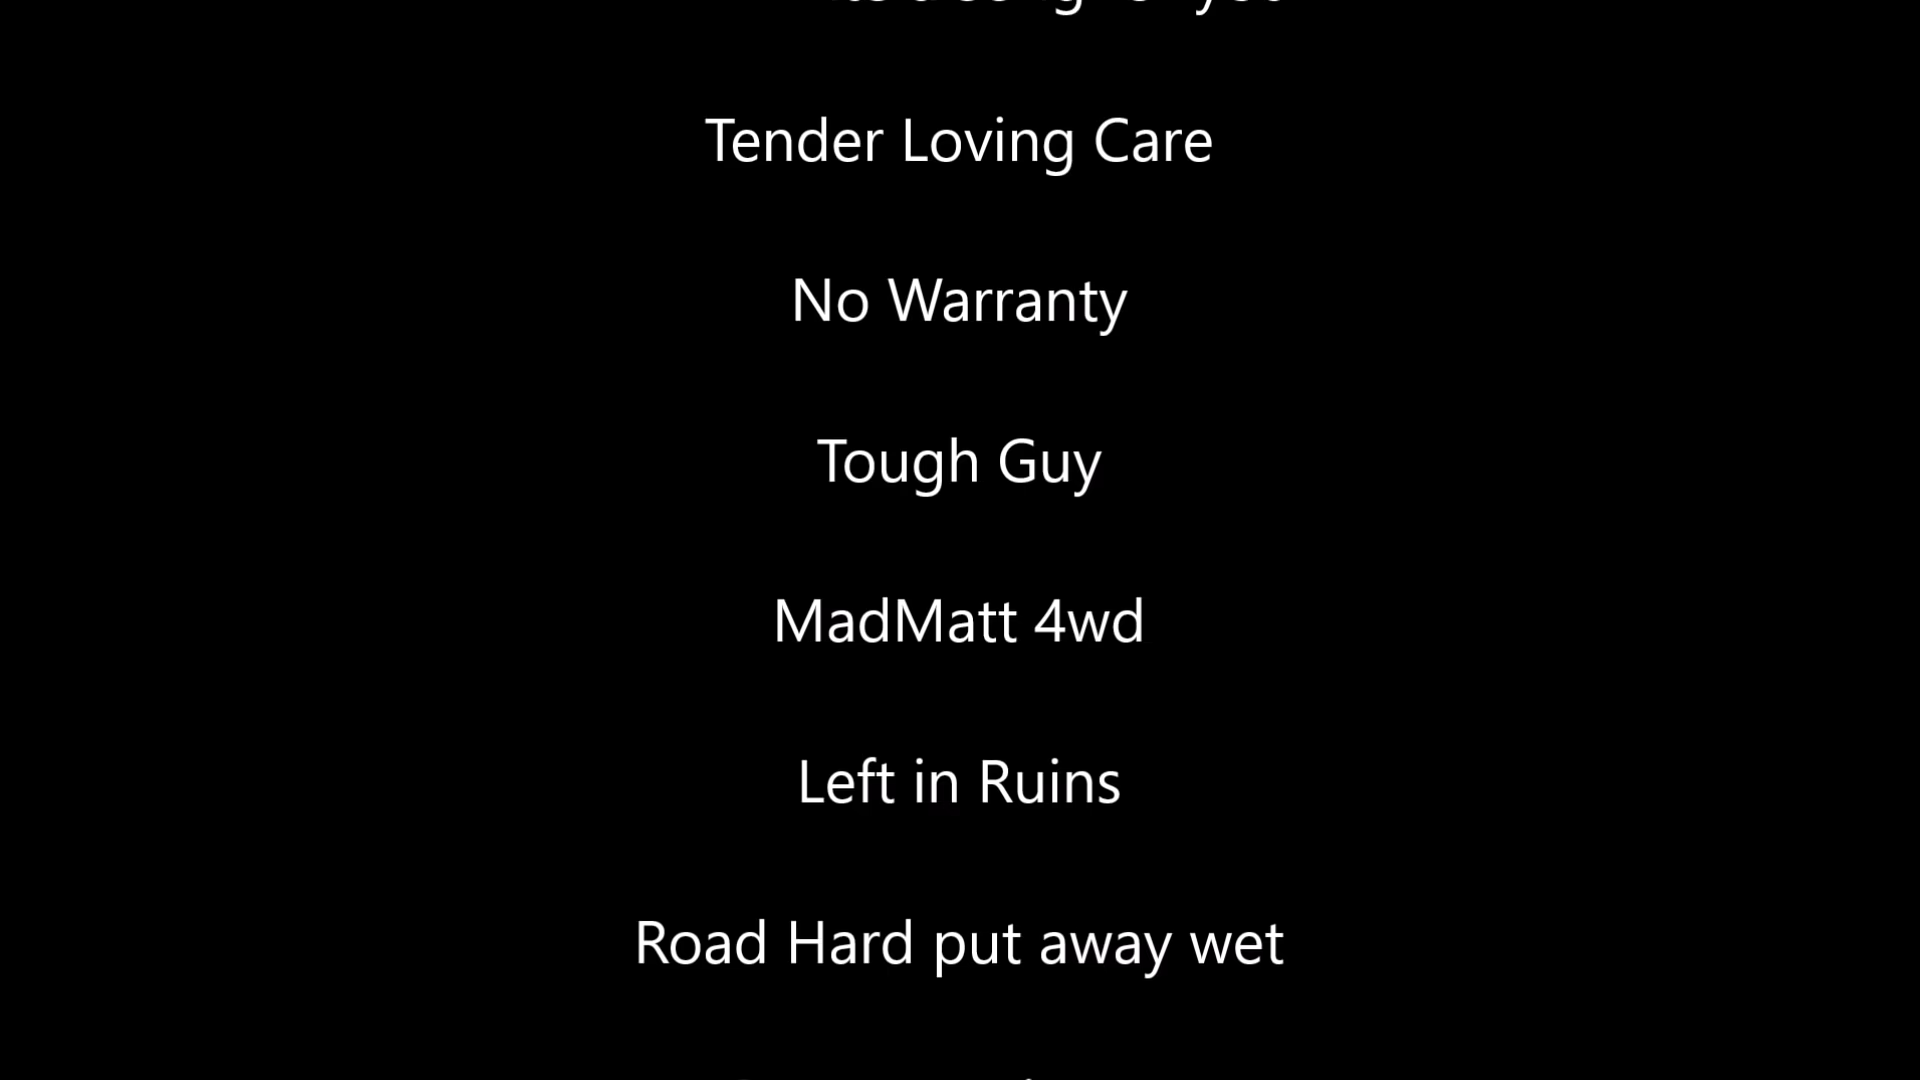 Tender Loving Care
No Warranty
Tough Guy
MadMatt 4wd
Left in Ruins
Road Hard put away wet